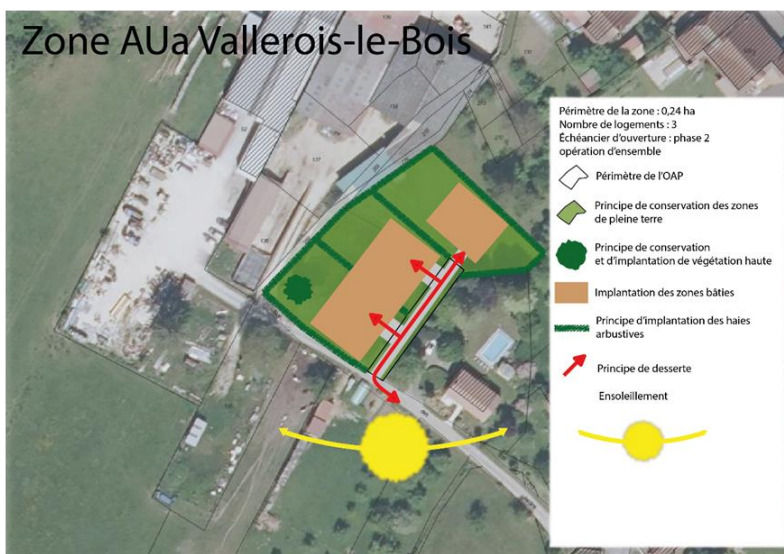 Zone AUa Vallerois-le-Bois
Périmètre de la zone : 0,24 ha
Nombre de logements : 3
Échéancier d'ouverture : phase 2
opération d'ensemble
Périmètre de l'OAP
Principe de conservation des zones
de pleine terre
Principe de conservation
et d'implantation de végétation haute
Implantation des zones bâties
Principe d'implantation des haies
arbustives
Principe de desserte
Ensoleillement